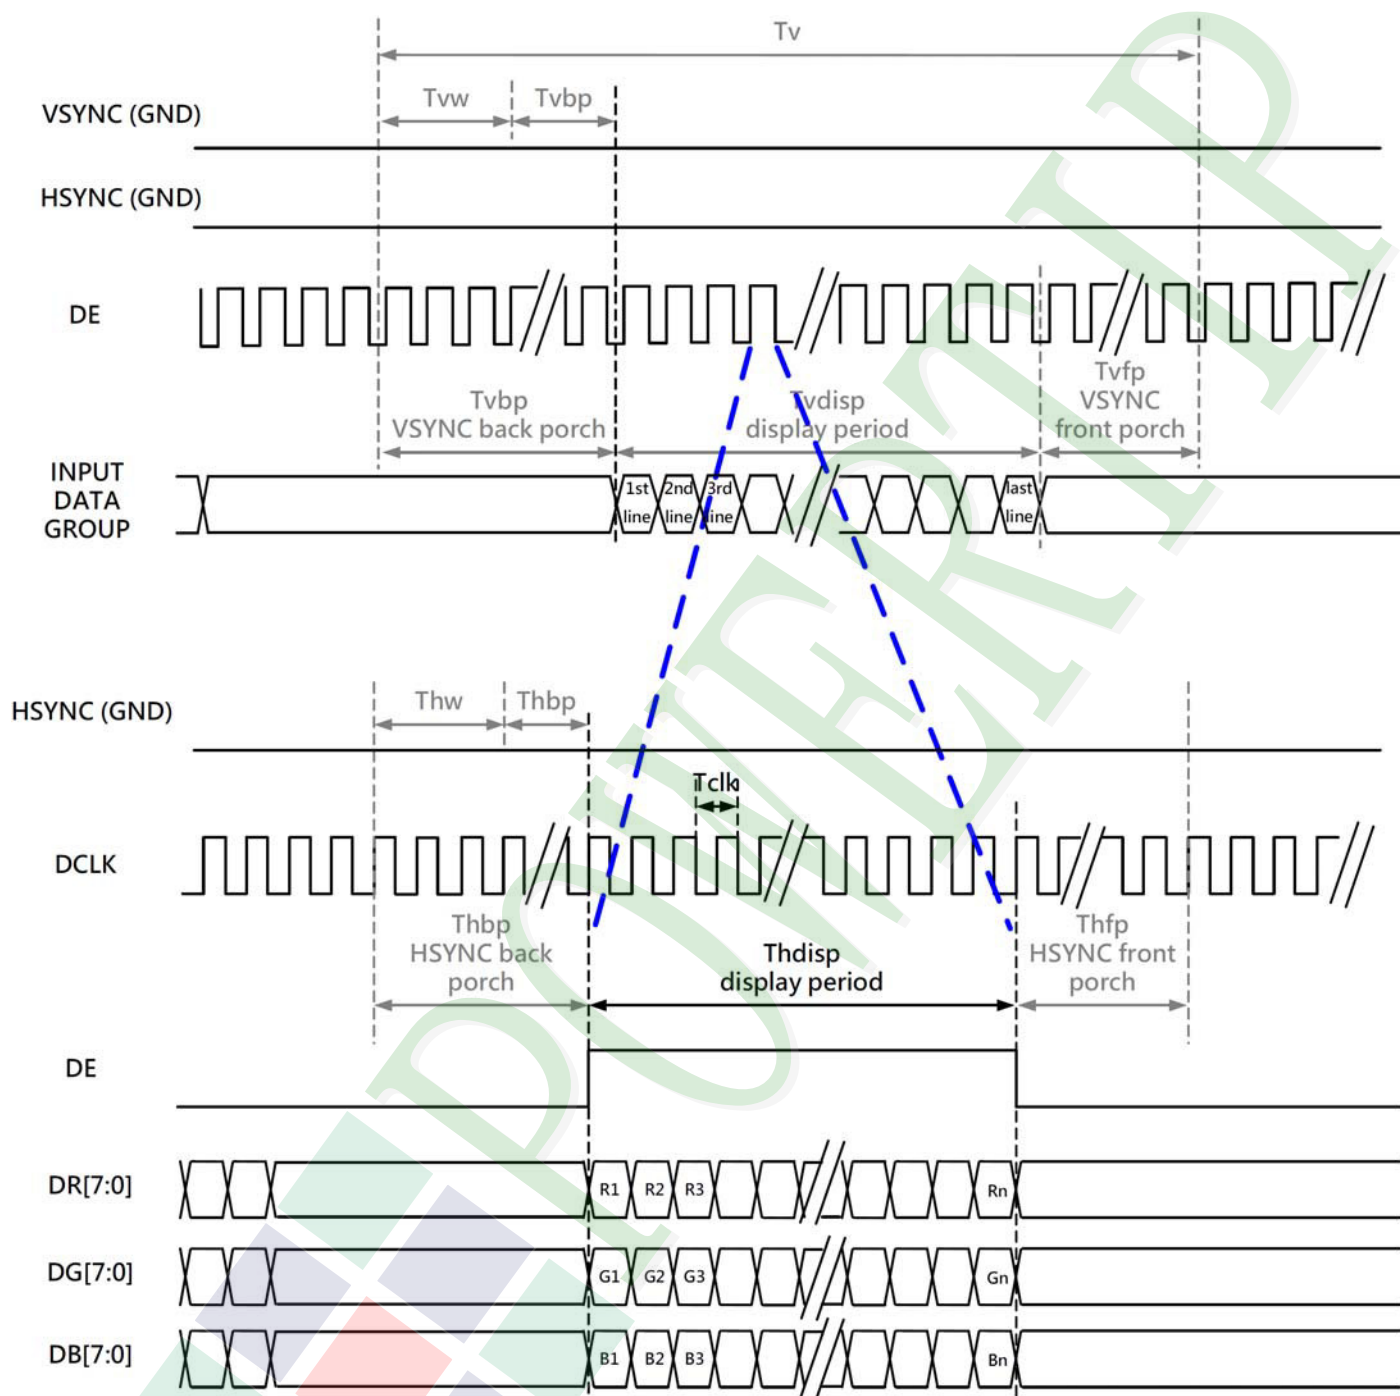 Tv
Tvw Tvbp
VSYNC (GND)
HSYNC (GND)
DE
Tvbp
VSYNC back porch
Tvdisp
display period
Tvfp
VSYNC
front porch
INPUT
DATA
GROUP
1st
line
2nd
line
3rd
line
last
line
HSYNC (GND)
Thw Thbp
Tclk
DCLK
Thbp
HSYNC back
porch
Thdisp
display period
Thfp
HSYNC front
porch
DE
DR[7:0] R1 R2 R3 Rn
DG[7:0] G1 G2 G3 Gn
DB[7:0] B1 B2 B3 Bn
POWERTIP